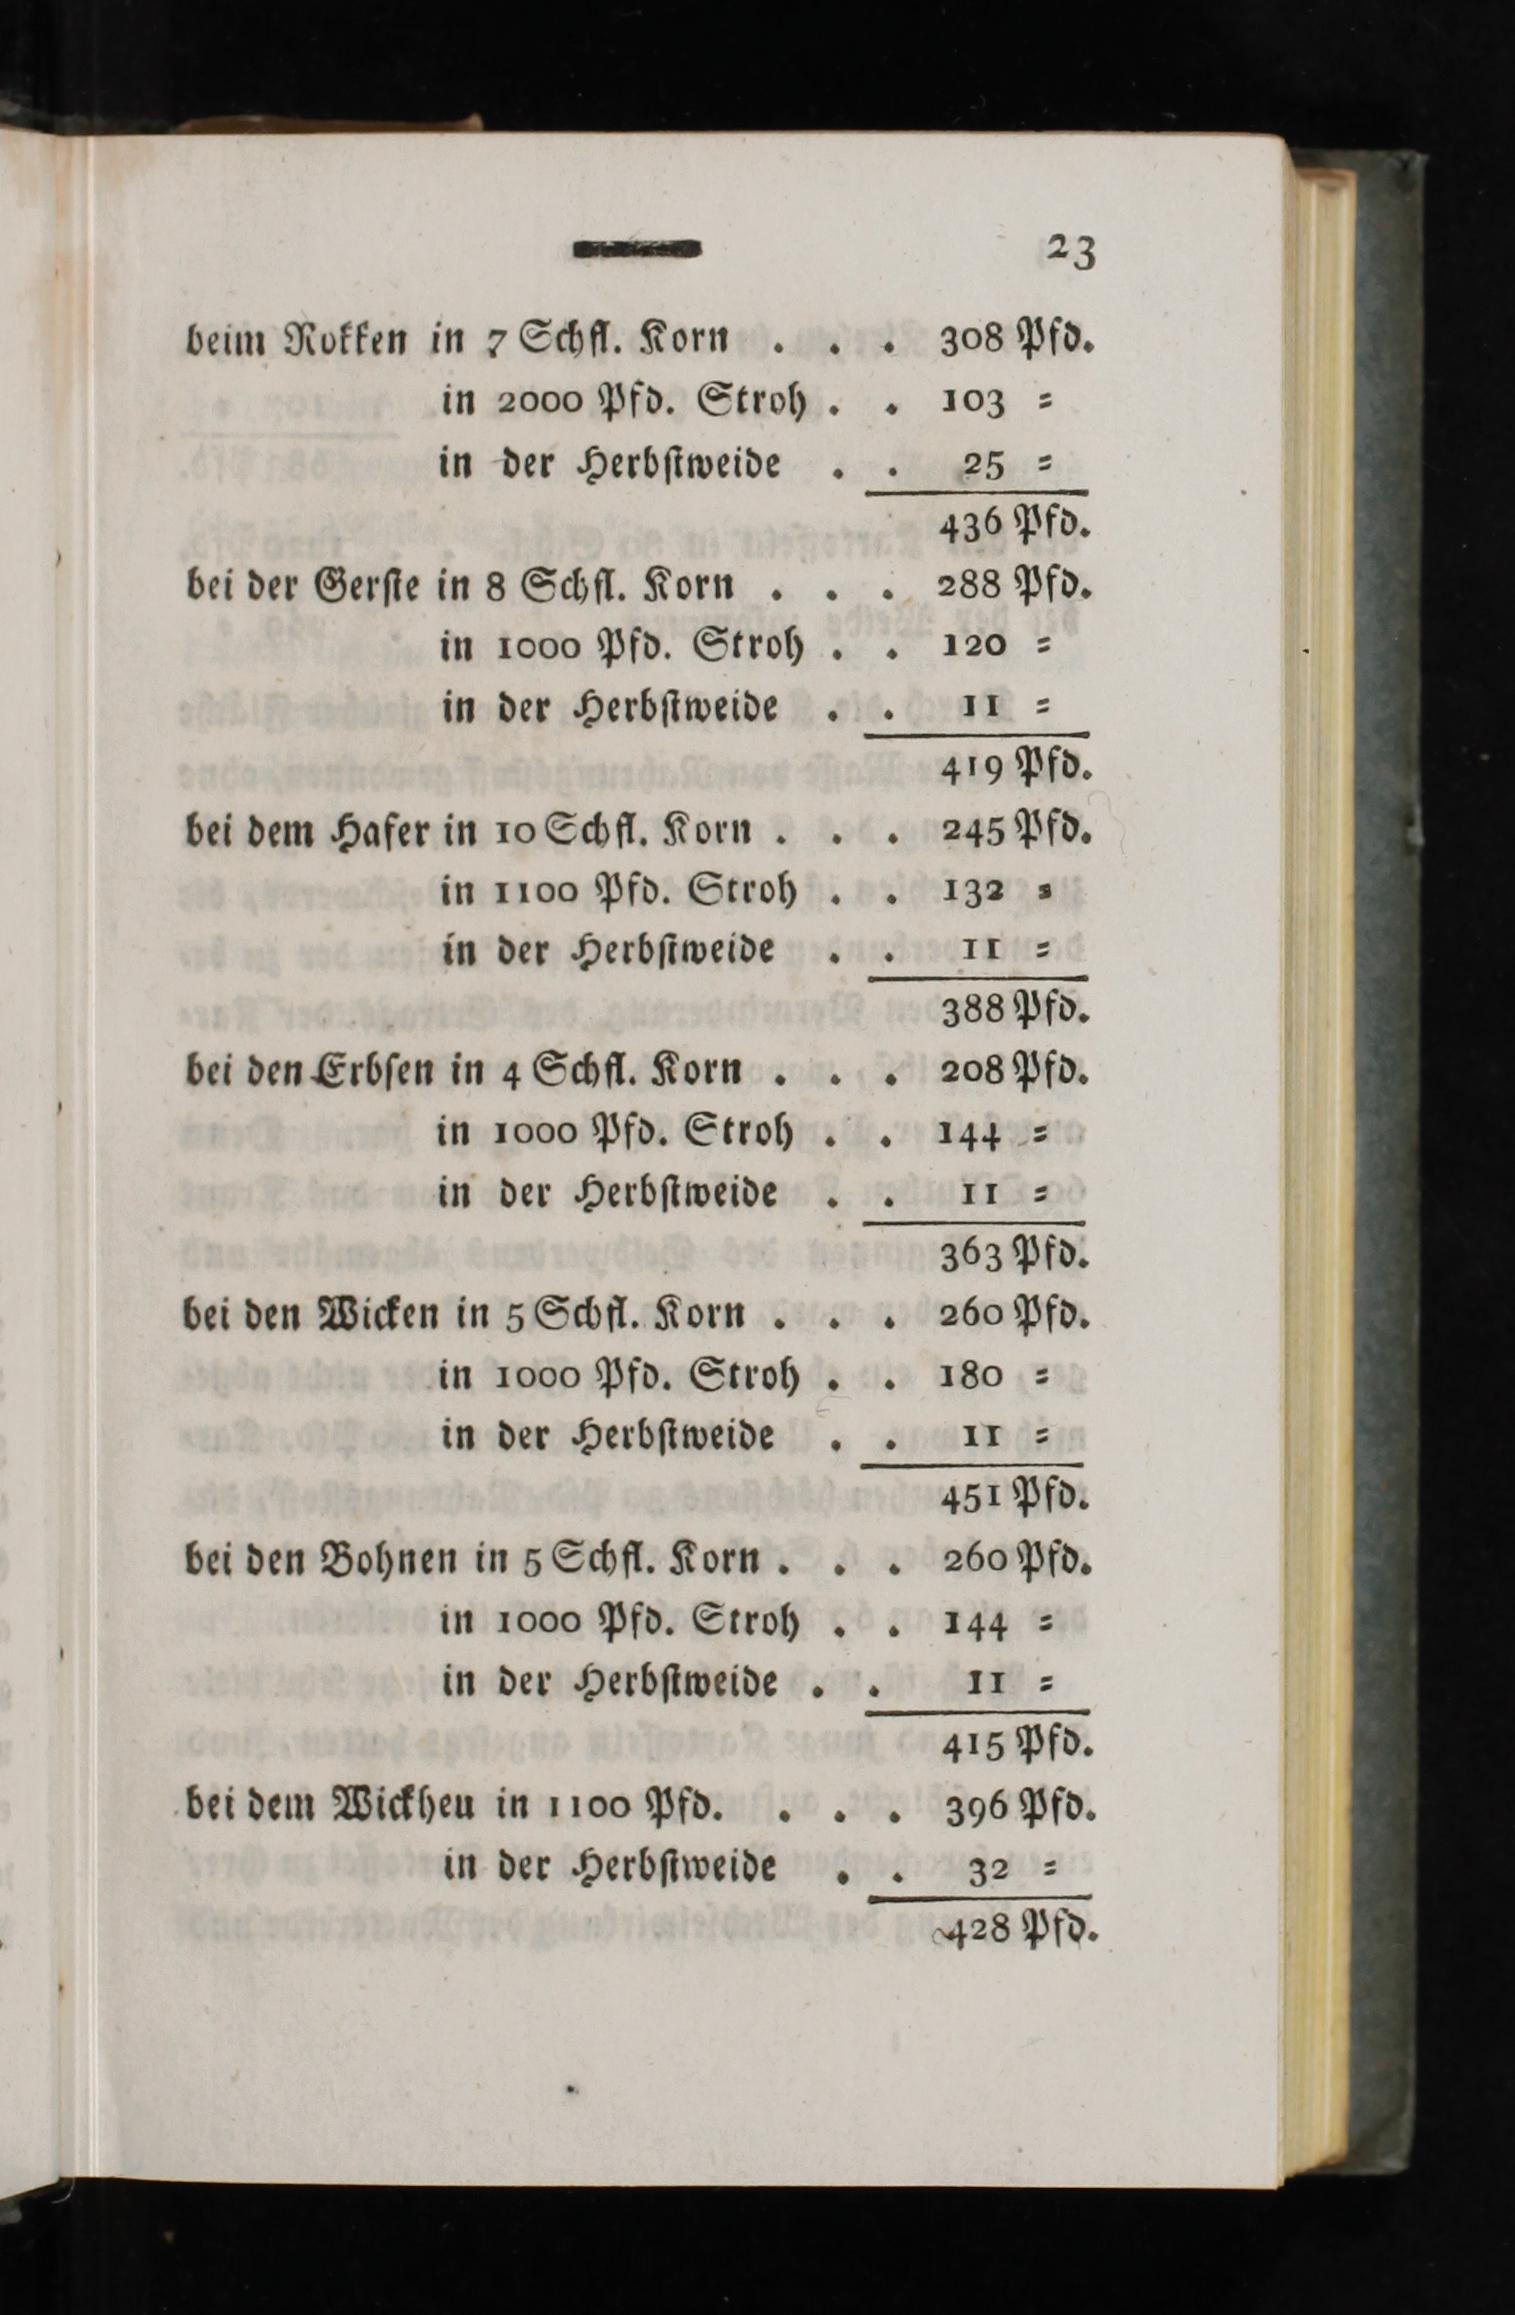 23
beim Rokken in 7 Schfl. Korn . . . 308 Pfd.
in 2000 Pfd. Stroh . . 103 =
in der Herbſtweide . . 25 =
436 Pfd.
bei der Gerſte in 8 Schfl. Korn . . . 288 Pfd.
in 1000 Pfd. Stroh . . 120 =
in der Herbſtweide . . 11 =
419 Pfd.
bei dem Hafer in 10 Schfl. Korn . . . 245 Pfd.
in 1100 Pfd. Stroh . . 132 =
in der Herbſtweide . . 11 =
388 Pfd.
bei den Erbſen in 4 Schfl. Korn . . . 208 Pfd.
in 1000 Pfd. Stroh . . 144 =
in der Herbſtweide . . 11 =
363 Pfd.
bei den Wicken in 5 Schfl. Korn . . . 260 Pfd.
in 1000 Pfd. Stroh . . 180 =
in der Herbſtweide . . 11 =
451 Pfd.
bei den Bohnen in 5 Schfl. Korn . . . 260 Pfd.
in 1000 Pfd. Stroh . . 144 =
in der Herbſtweide . . 11 =
415 Pfd.
bei dem Wickheu in 1100 Pfd. . . . 396 Pfd.
in der Herbſtweide . . 32 =
428 Pfd.